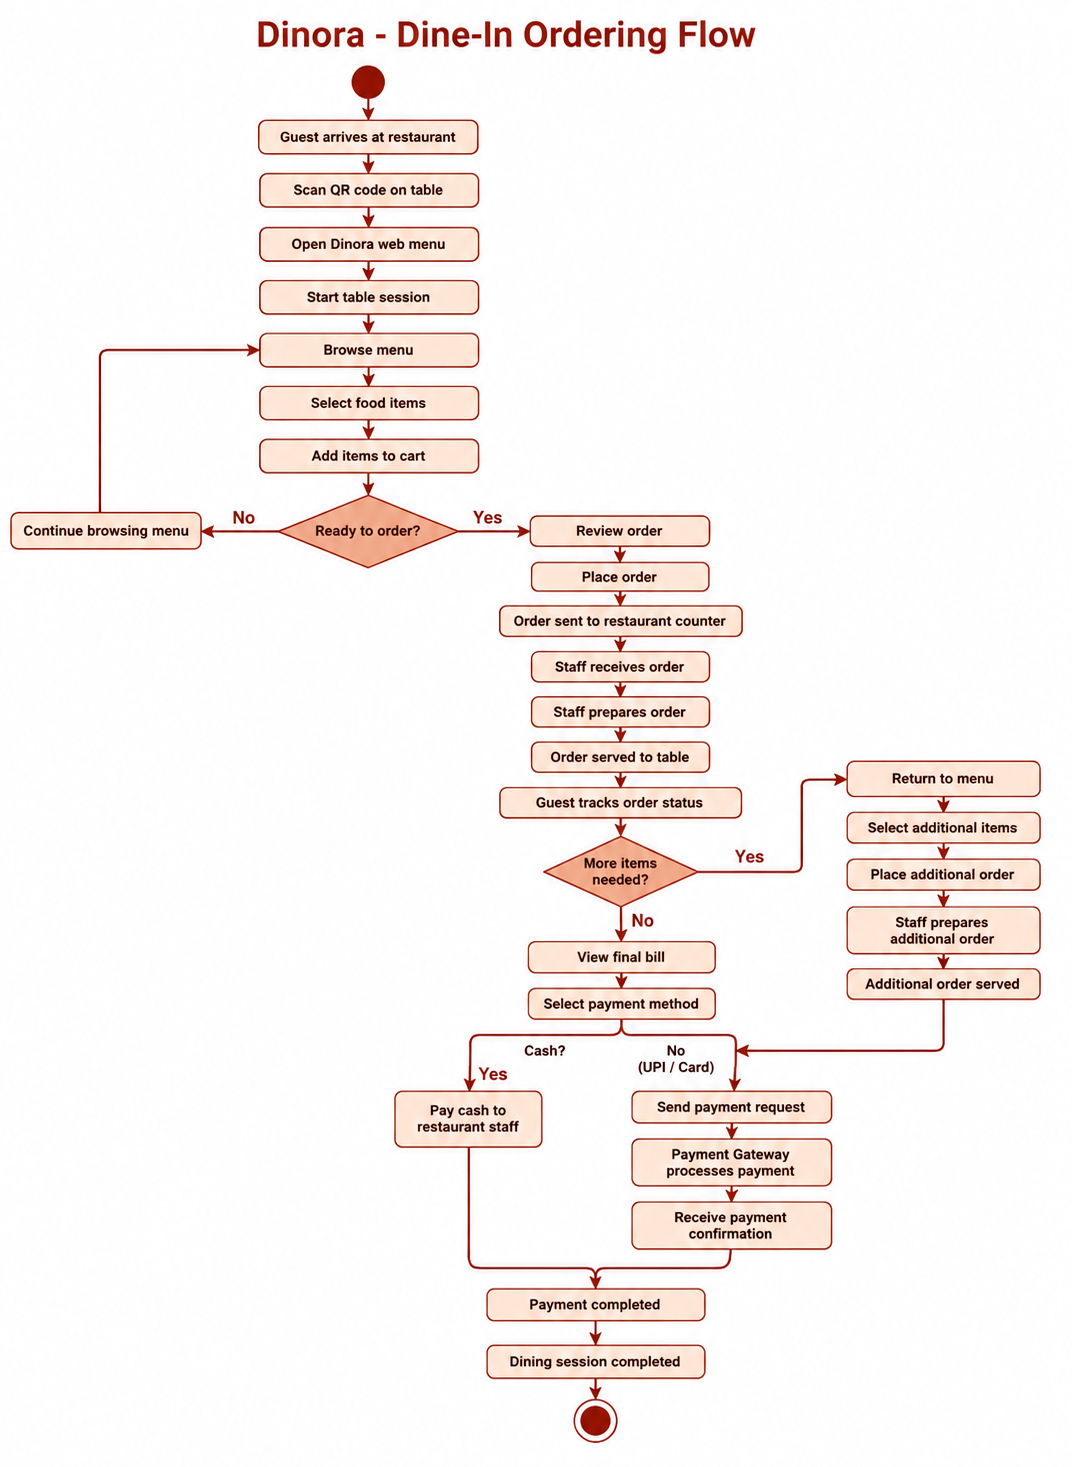 Dinora - Dine-In Ordering Flow
Guest arrives at restaurant
Scan QR code on table
Open Dinora web menu
Start table session
Browse menu
Select food items
Add items to cart
Ready to order?
No
Continue browsing menu
Yes
Review order
Place order
Order sent to restaurant counter
Staff receives order
Staff prepares order
Order served to table
Guest tracks order status
More items
needed?
Yes
Return to menu
Select additional items
Place additional order
Staff prepares
additional order
Additional order served
No
View final bill
Select payment method
Cash?
Yes
Pay cash to
restaurant staff
No
(UPI / Card)
Send payment request
Payment Gateway
processes payment
Receive payment
confirmation
Payment completed
Dining session completed